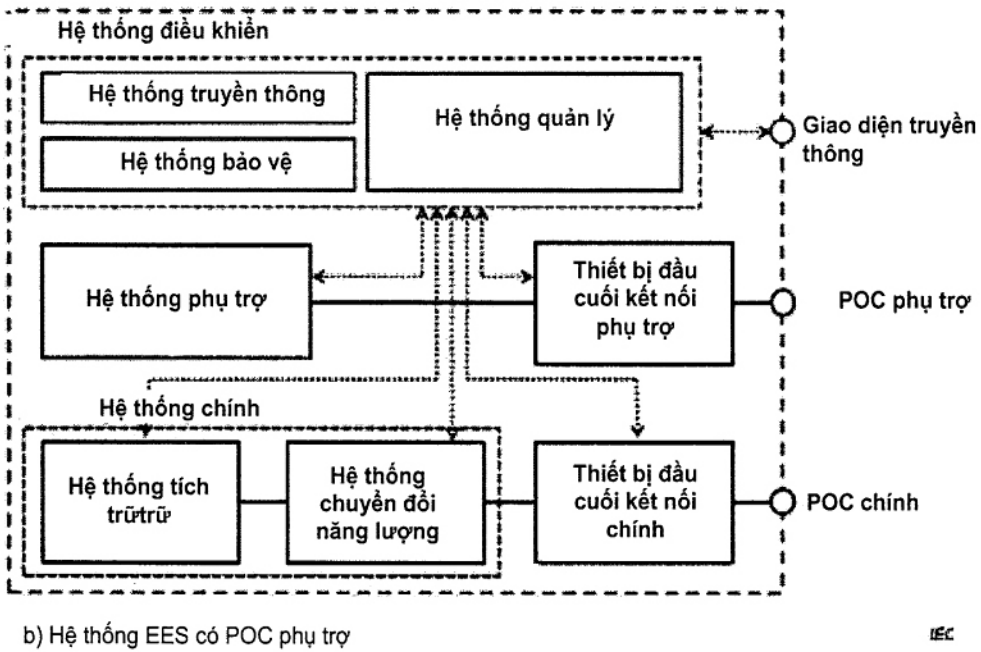 Hệ thống điều khiển
Hệ thống truyền thông
Hệ thống quản lý
Hệ thống bảo vệ
Giao diện truyền
thông
Hệ thống phụ trợ
Thiết bị đầu
cuối kết nối
phụ trợ
POC phụ trợ
Hệ thống chính
Hệ thống tích
trữtrữ
Hệ thống
chuyển đổi
năng lượng
Thiết bị đầu
cuối kết nối
chính
POC chính
b) Hệ thống EES có POC phụ trợ
IEC